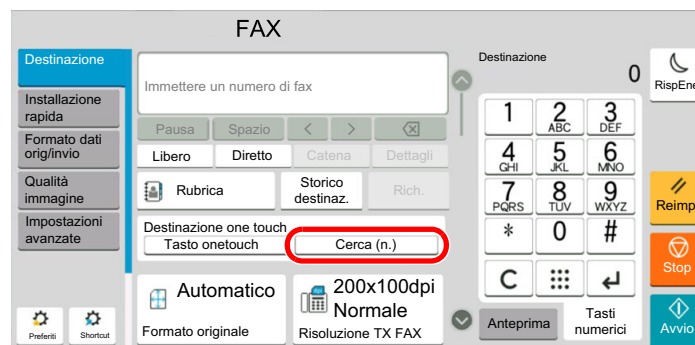 FAX
Destinazione
Installazione
rapida
Formato dati
orig/invio
Qualità
immagine
Impostazioni
avanzate
Preferiti
Shortcut
Immettere un numero di fax
Pausa
Spazio
<
>
Libero
Diretto
Catena
Dettagli
Rubrica
Storico
destinaz.
Rich.
Destinazione one touch
Tasto onetouch
Cerca (n.)
Automatico
Formato originale
200x100dpi
Normale
Risoluzione TX FAX
Destinazione
0
1
2
ABC
3
DEF
4
GHI
5
JKL
6
MNO
7
PQRS
8
TUV
9
WXYZ
*
0
#
C
Anteprima
Tasti
numerici
RispEne
Reimp
Stop
Avvio